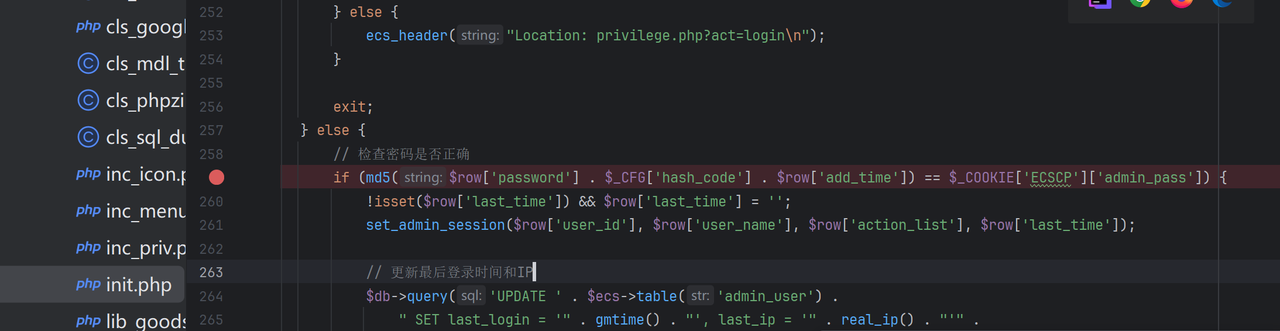 php cls_googl
cls_mdl_t
cls_phpzi
cls_sql_du
php inc_icon.p
php inc_menu
php inc_priv.p
php init.php
php lib_goods
252 } else {
253 ecs_header( string: "Location: privilege.php?act=login\n");
254 }
255
256 exit;
257 } else {
258 // 检查密码是否正确
if (md5( string: $row['password'] . $_CFG['hash_code'] . $row['add_time']) == $_COOKIE['ECSCP']['admin_pass']) {
260 !isset($row['last_time']) && $row['last_time'] = '';
261 set_admin_session($row['user_id'], $row['user_name'], $row['action_list'], $row['last_time']);
262
263 // 更新最后登录时间和IP
264 $db->query( sql: 'UPDATE ' . $ecs->table( str: 'admin_user') .
265 " SET last_login = '" . gmtime() . "', last_ip = '" . real_ip() . "'" .